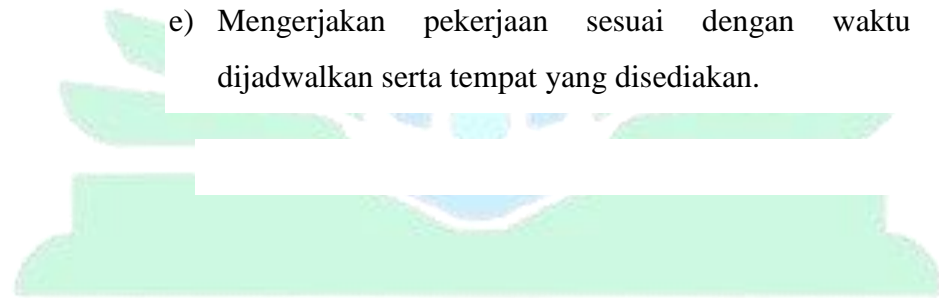 e) Mengerjakan pekerjaan sesuai dengan waktu
dijadwalkan serta tempat yang disediakan.